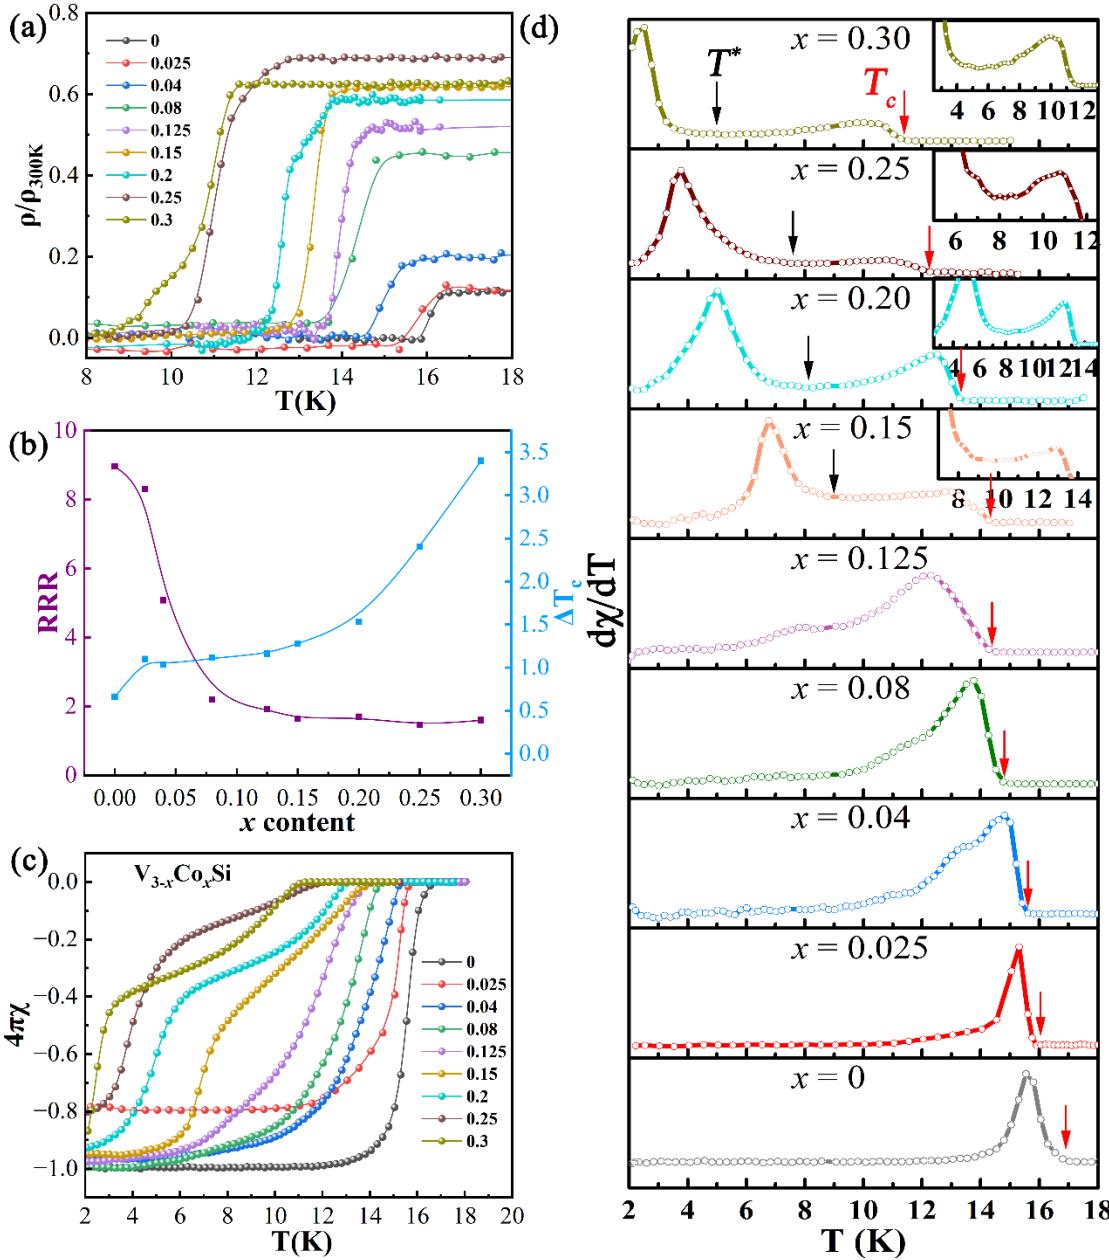 (a)
0.8
0.6
0.4
0.2
0.0
ρ/ρ300K
0
0.025
0.04
0.08
0.125
0.15
0.2
0.25
0.3
8 10 12 14 16 18
T(K)
(b)
10
8
6
4
2
0
RRR
3.5
3.0
2.5
2.0
1.5
1.0
0.5
0.0
ΔTc
0.00 0.05 0.10 0.15 0.20 0.25 0.30
x content
(c)
V3-xCoxSi
0.0
−0.2
−0.4
−0.6
−0.8
−1.0
4πχ
0
0.025
0.04
0.08
0.125
0.15
0.2
0.25
0.3
2 4 6 8 10 12 14 16 18 20
T(K)
(d)
dχ/dT
x = 0.30
T*
Tc
4 6 8 10 12
x = 0.25
6 8 10 12
x = 0.20
4 6 8 10 12 14
x = 0.15
8 10 12 14
x = 0.125
x = 0.08
x = 0.04
x = 0.025
x = 0
2 4 6 8 10 12 14 16 18
T (K)